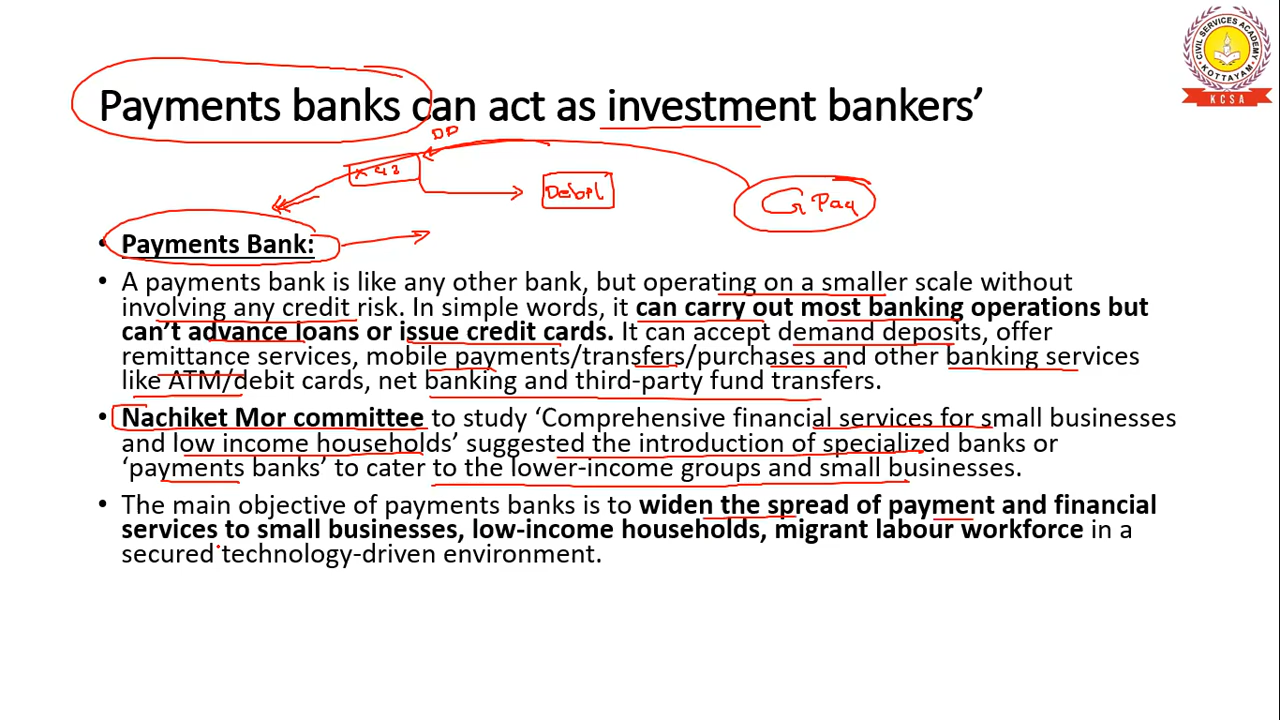 CIVIL SERVICES ACADEMY
KOTTAYAM
KCSA
Payments banks can act as investment bankers’
DD
Debit
G Pay
• Payments Bank:
• A payments bank is like any other bank, but operating on a smaller scale without
involving any credit risk. In simple words, it can carry out most banking operations but
can’t advance loans or issue credit cards. It can accept demand deposits, offer
remittance services, mobile payments/transfers/purchases and other banking services
like ATM/debit cards, net banking and third-party fund transfers.
• Nachiket Mor committee to study ‘Comprehensive financial services for small businesses
and low income households’ suggested the introduction of specialized banks or
‘payments banks’ to cater to the lower-income groups and small businesses.
• The main objective of payments banks is to widen the spread of payment and financial
services to small businesses, low-income households, migrant labour workforce in a
secured technology-driven environment.